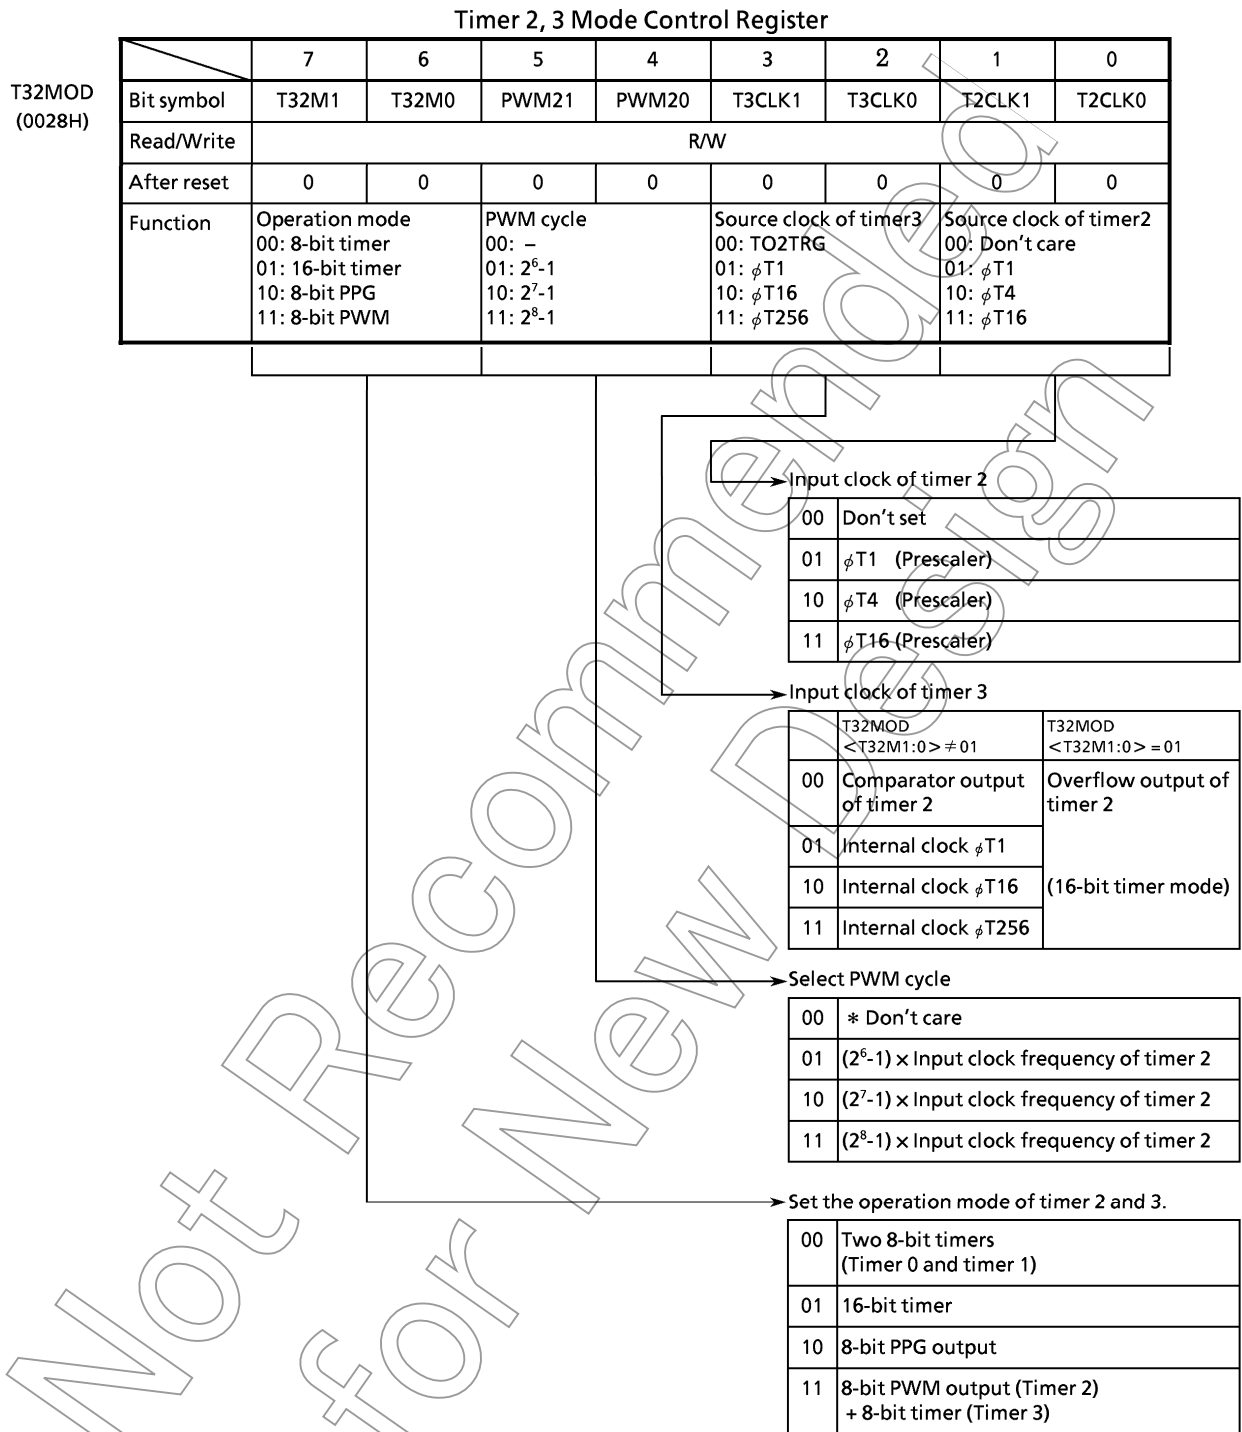 Timer 2, 3 Mode Control Register
T32MOD
(0028H)
7 6 5 4 3 2 1 0
Bit symbol T32M1 T32M0 PWM21 PWM20 T3CLK1 T3CLK0 T2CLK1 T2CLK0
Read/Write R/W
After reset 0 0 0 0 0 0 0 0
Function Operation mode PWM cycle Source clock of timer3 Source clock of timer2
00: 8-bit timer 00: – 00: TO2TRG 00: Don't care
01: 16-bit timer 01: 2⁶-1 01: φT1 01: φT1
10: 8-bit PPG 10: 2⁷-1 10: φT16 10: φT4
11: 8-bit PWM 11: 2⁸-1 11: φT256 11: φT16
Input clock of timer 2
00 Don't set
01 φT1 (Prescaler)
10 φT4 (Prescaler)
11 φT16 (Prescaler)
Input clock of timer 3
T32MOD T32MOD
<T32M1:0> ≠ 01 <T32M1:0> = 01
00 Comparator output Overflow output of
of timer 2 timer 2
01 Internal clock φT1
10 Internal clock φT16 (16-bit timer mode)
11 Internal clock φT256
Select PWM cycle
00 * Don't care
01 (2⁶-1) × Input clock frequency of timer 2
10 (2⁷-1) × Input clock frequency of timer 2
11 (2⁸-1) × Input clock frequency of timer 2
Set the operation mode of timer 2 and 3.
00 Two 8-bit timers
(Timer 0 and timer 1)
01 16-bit timer
10 8-bit PPG output
11 8-bit PWM output (Timer 2)
+ 8-bit timer (Timer 3)
Not Recommended
for New Design